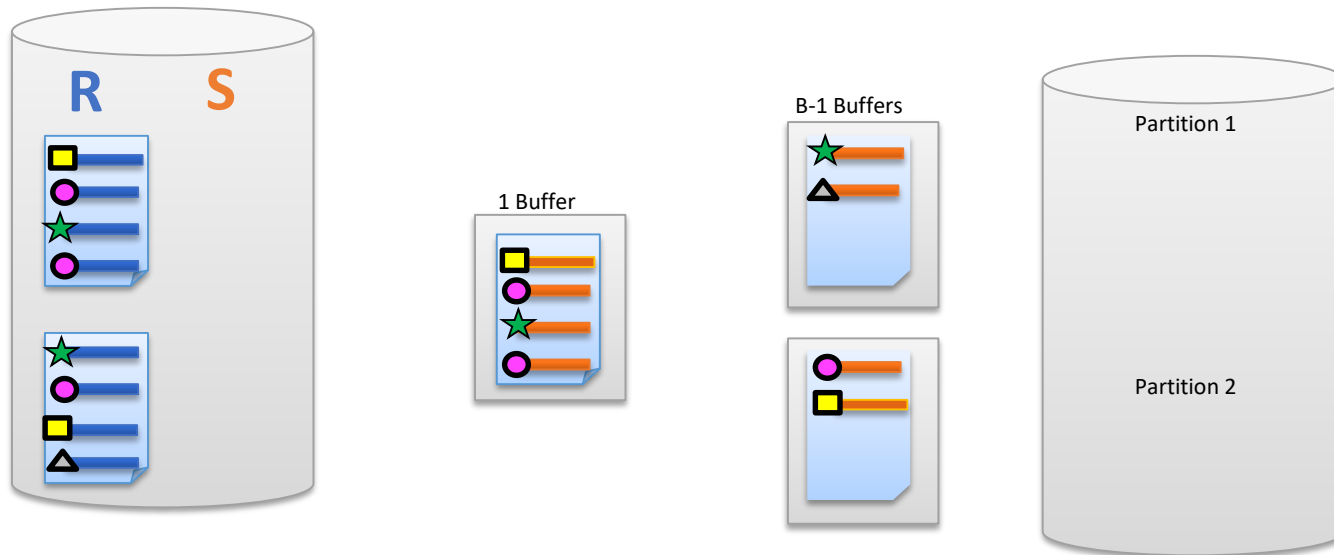 R S
1 Buffer
B-1 Buffers
Partition 1
Partition 2